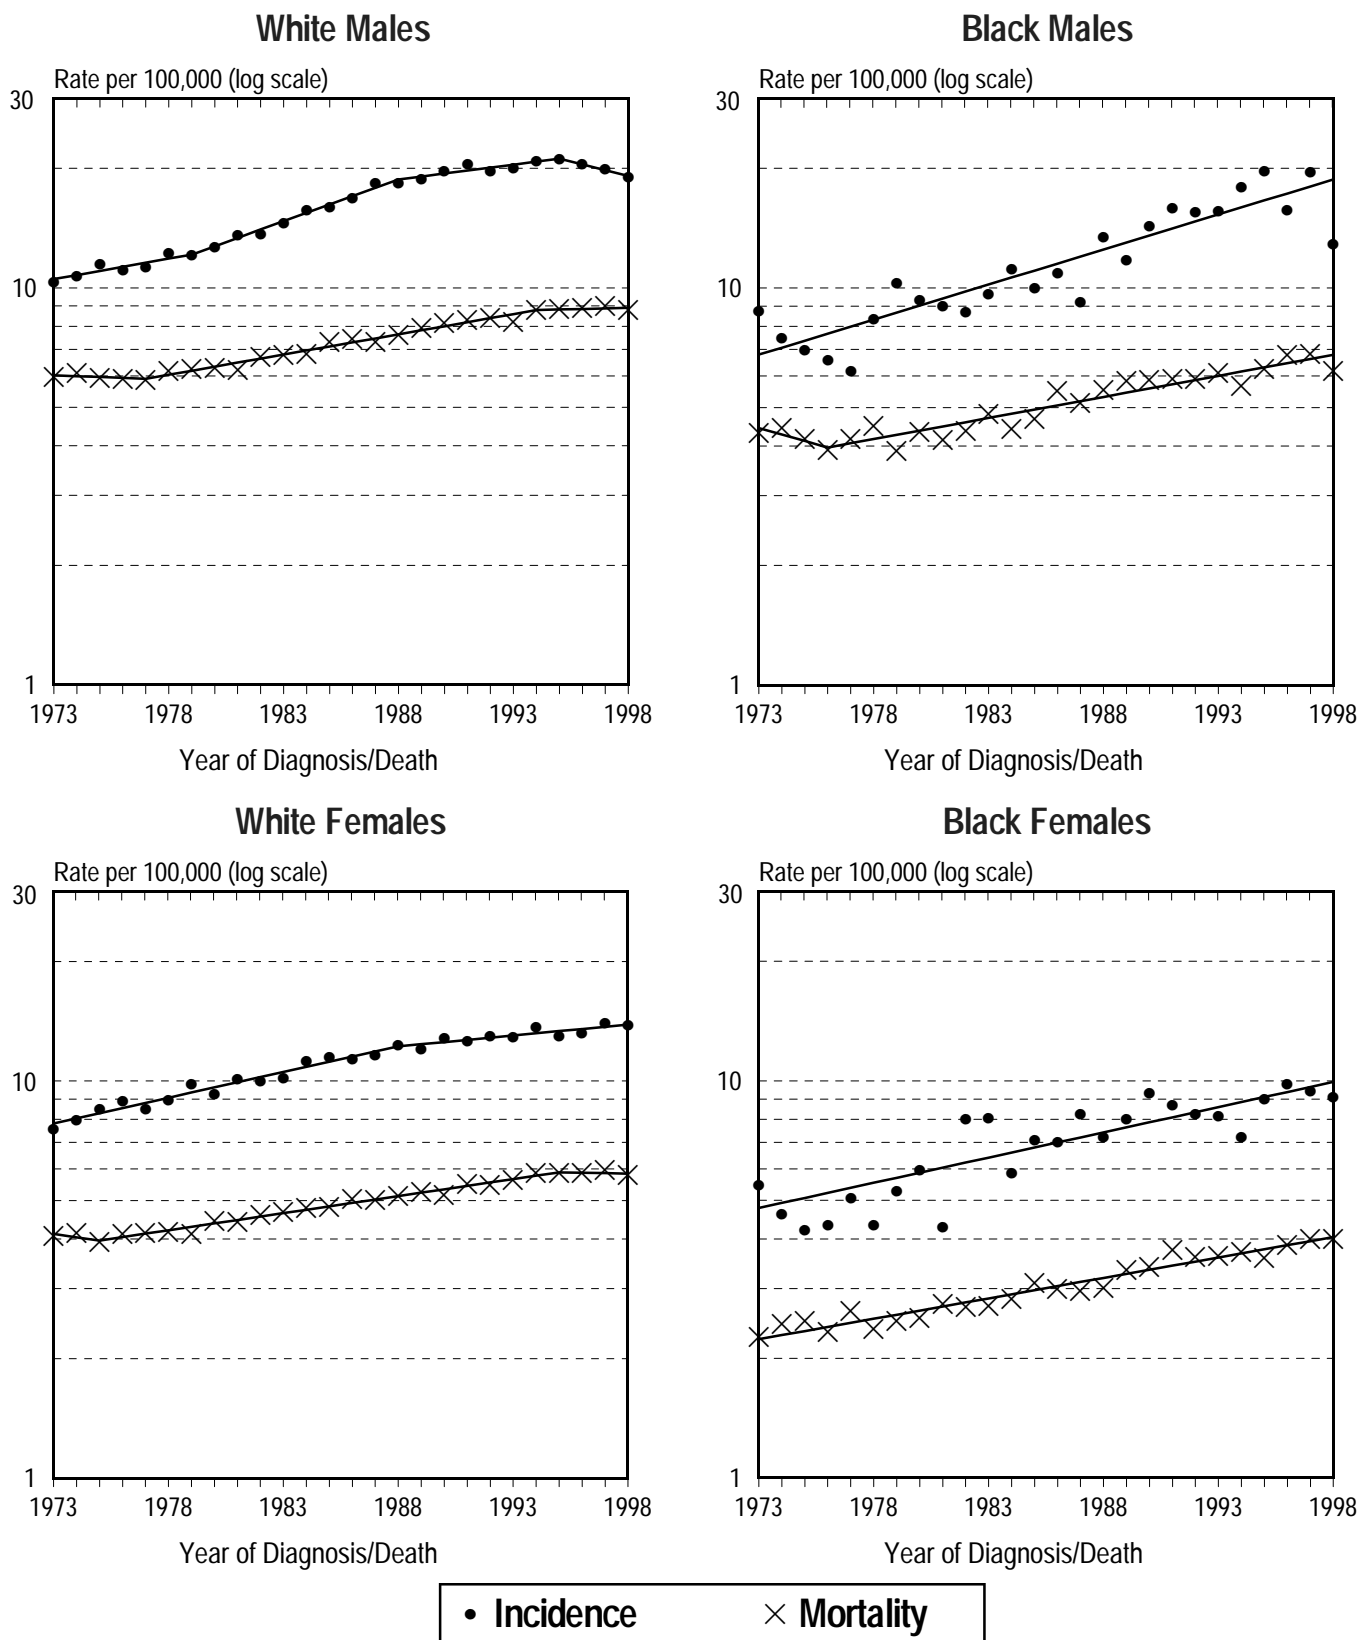 White Males
Rate per 100,000 (log scale)
30
10
1
1973 1978 1983 1988 1993 1998
Year of Diagnosis/Death
Black Males
Rate per 100,000 (log scale)
30
10
1
1973 1978 1983 1988 1993 1998
Year of Diagnosis/Death
White Females
Rate per 100,000 (log scale)
30
10
1
1973 1978 1983 1988 1993 1998
Year of Diagnosis/Death
Black Females
Rate per 100,000 (log scale)
30
10
1
1973 1978 1983 1988 1993 1998
Year of Diagnosis/Death
Incidence Mortality